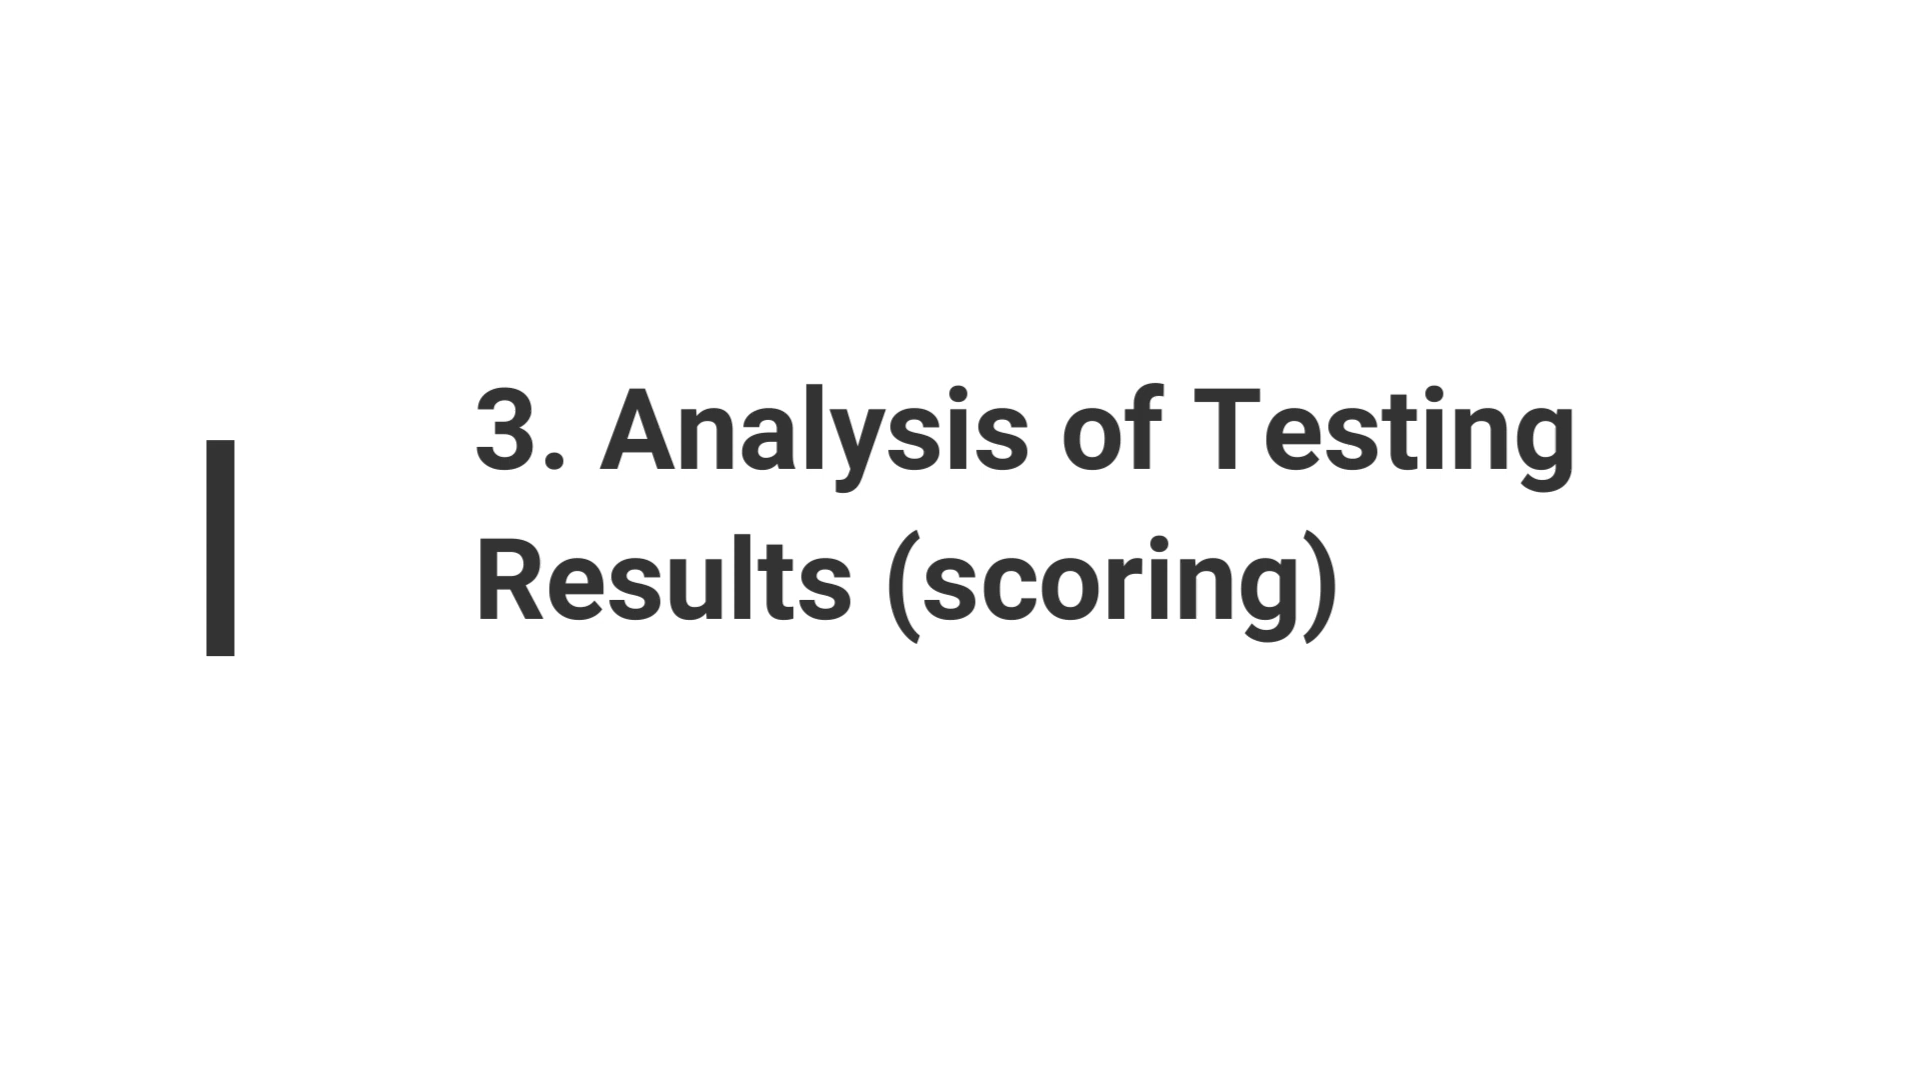 3. Analysis of Testing
Results (scoring)